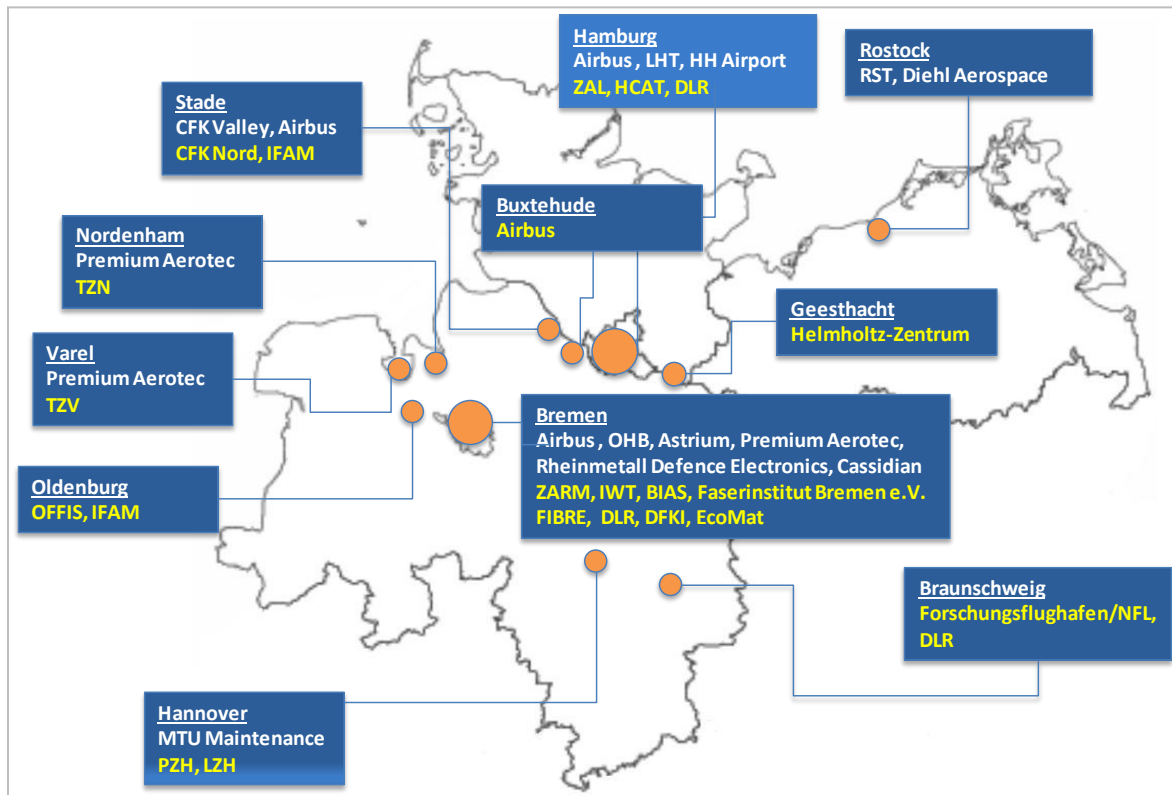 Hamburg
Airbus , LHT, HH Airport
ZAL, HCAT, DLR
Rostock
RST, Diehl Aerospace
Stade
CFK Valley, Airbus
CFK Nord, IFAM
Buxtehude
Airbus
Nordenham
Premium Aerotec
TZN
Geesthacht
Helmholtz-Zentrum
Varel
Premium Aerotec
TZV
Bremen
Airbus , OHB, Astrium, Premium Aerotec,
Rheinmetall Defence Electronics, Cassidian
ZARM, IWT, BIAS, Faserinstitut Bremen e.V.
FIBRE, DLR, DFKI, EcoMat
Oldenburg
OFFIS, IFAM
Braunschweig
Forschungsflughafen/NFL,
DLR
Hannover
MTU Maintenance
PZH, LZH